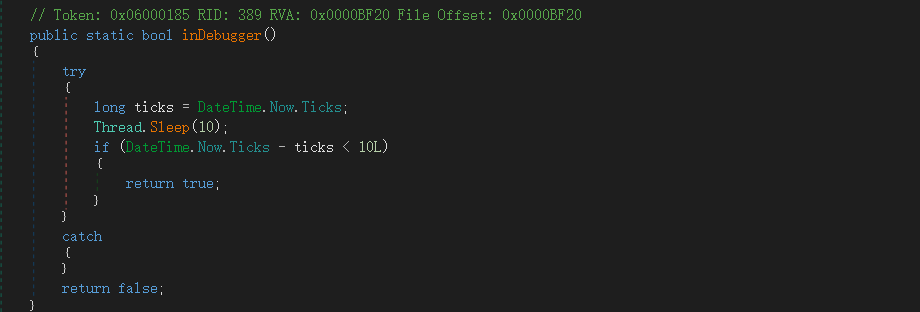 // Token: 0x06000185 RID: 389 RVA: 0x0000BF20 File Offset: 0x0000BF20
public static bool inDebugger()
{
try
{
long ticks = DateTime.Now.Ticks;
Thread.Sleep(10);
if (DateTime.Now.Ticks - ticks < 10L)
{
return true;
}
}
catch
{
}
return false;
}